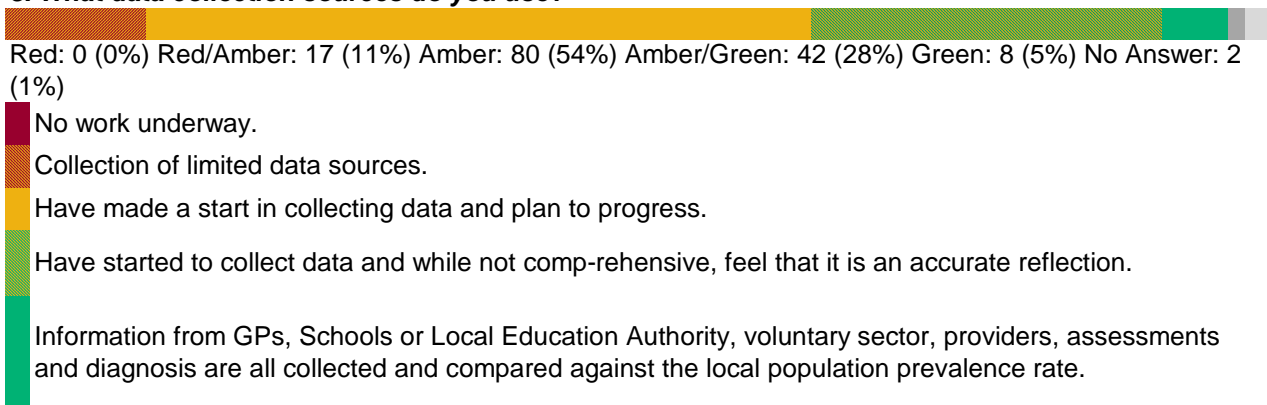 Red: 0 (0%) Red/Amber: 17 (11%) Amber: 80 (54%) Amber/Green: 42 (28%) Green: 8 (5%) No Answer: 2
(1%)
No work underway.
Collection of limited data sources.
Have made a start in collecting data and plan to progress.
Have started to collect data and while not comp-rehensive, feel that it is an accurate reflection.
Information from GPs, Schools or Local Education Authority, voluntary sector, providers, assessments
and diagnosis are all collected and compared against the local population prevalence rate.